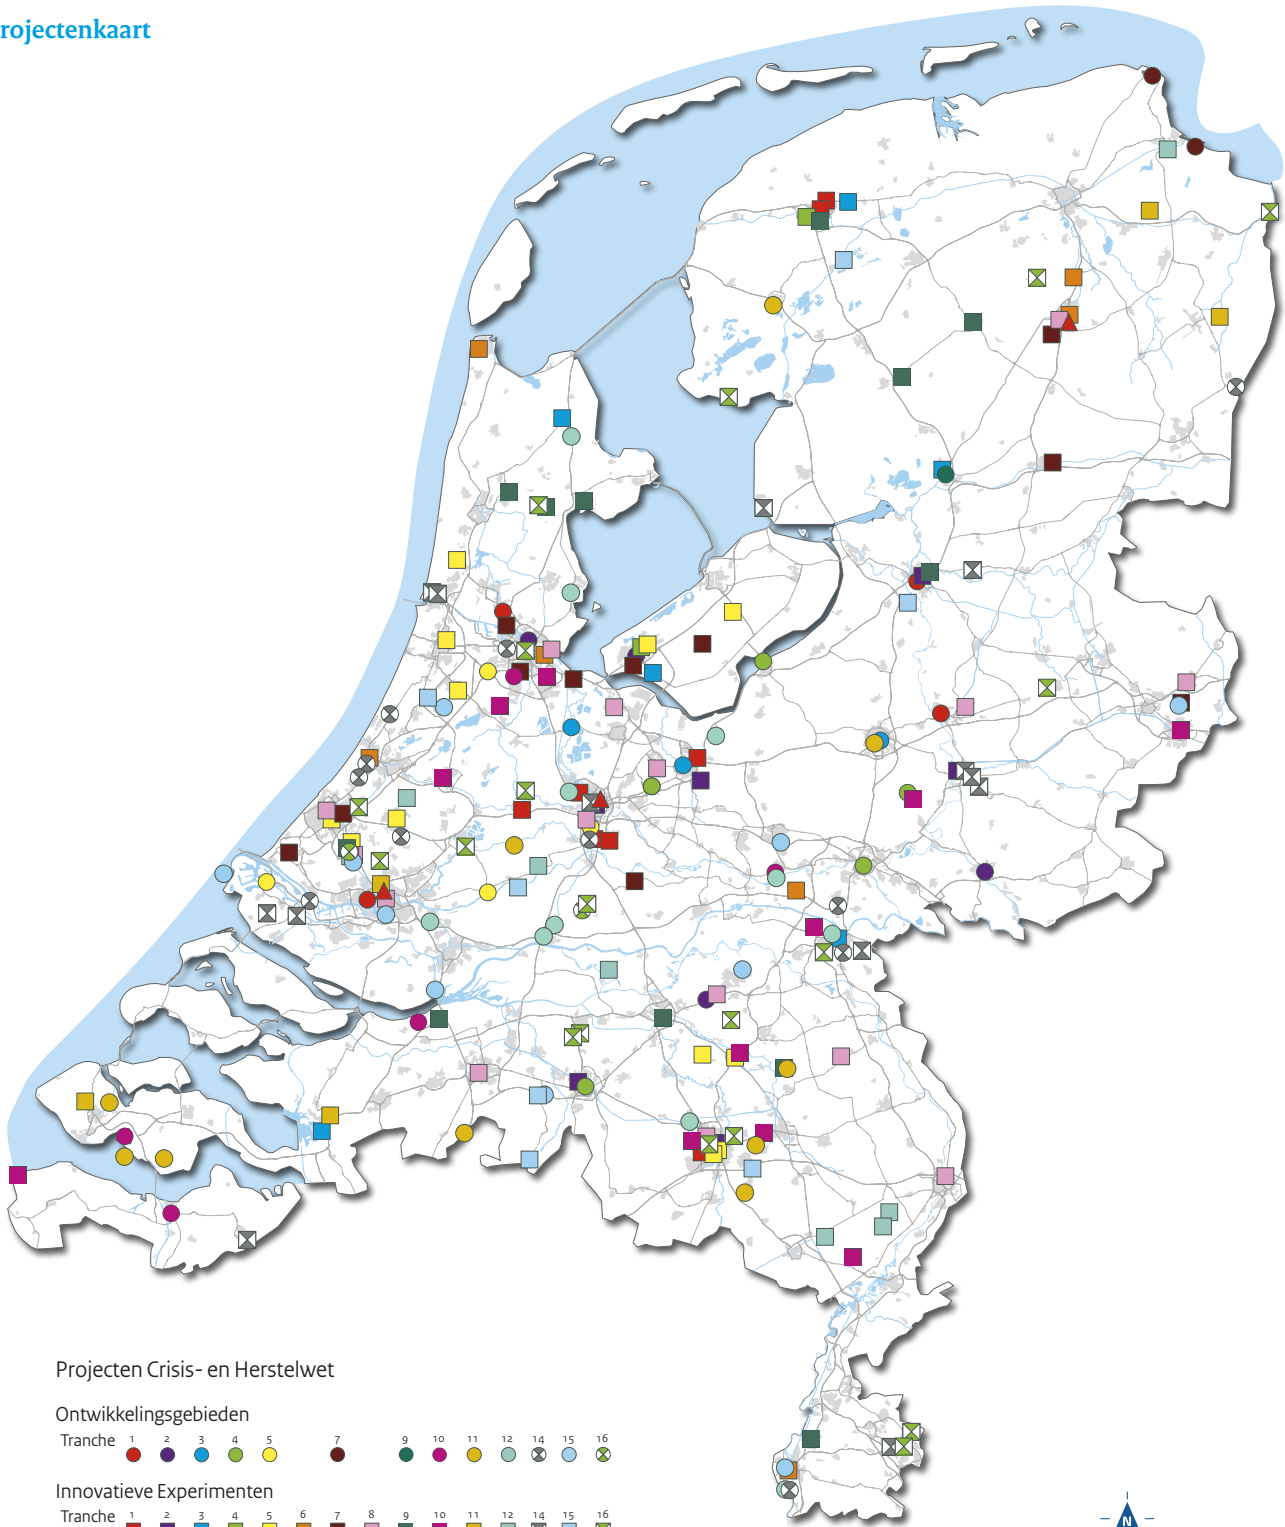 rojectenkaart
Projecten Crisis- en Herstelwet
Ontwikkelingsgebieden
Tranche 1 2 3 4 5 7 9 10 11 12 14 15 16
Innovatieve Experimenten
Tranche 1 2 3 4 5 6 7 8 9 10 11 12 14 15 16
N